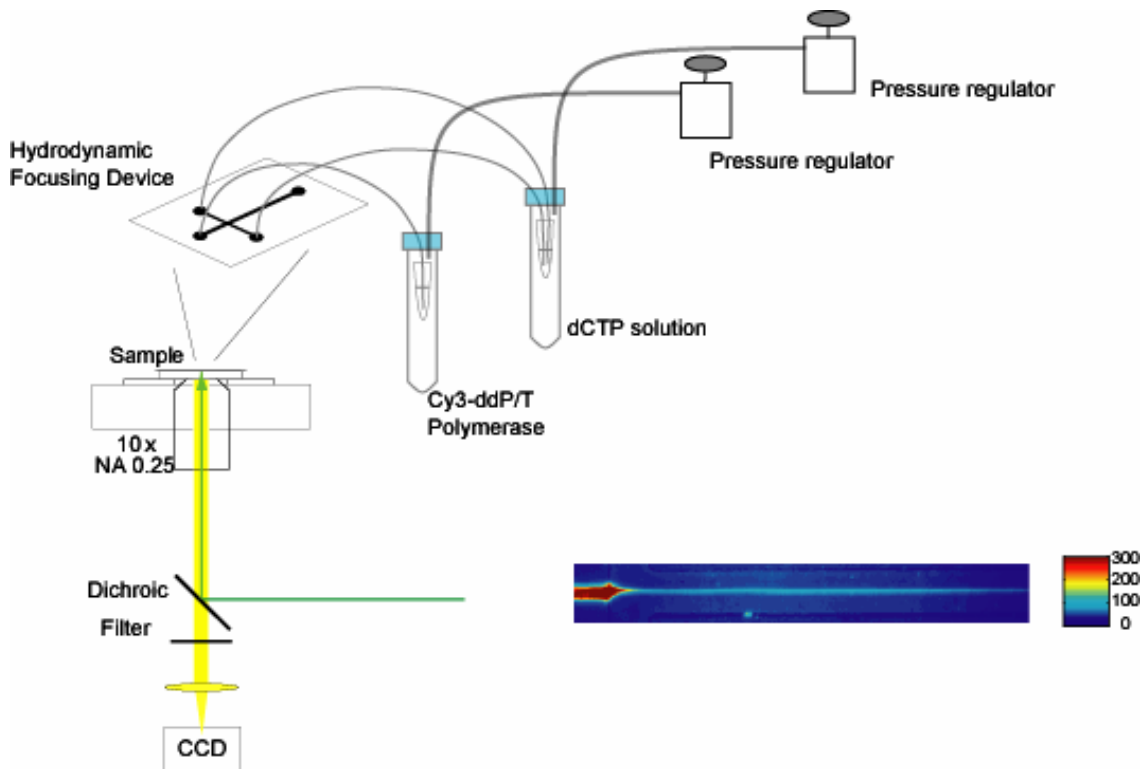 Pressure regulator
Pressure regulator
Hydrodynamic
Focusing Device
dCTP solution
Sample
Cy3-ddP/T
Polymerase
10x
NA 0.25
Dichroic
Filter
CCD
300
200
100
0